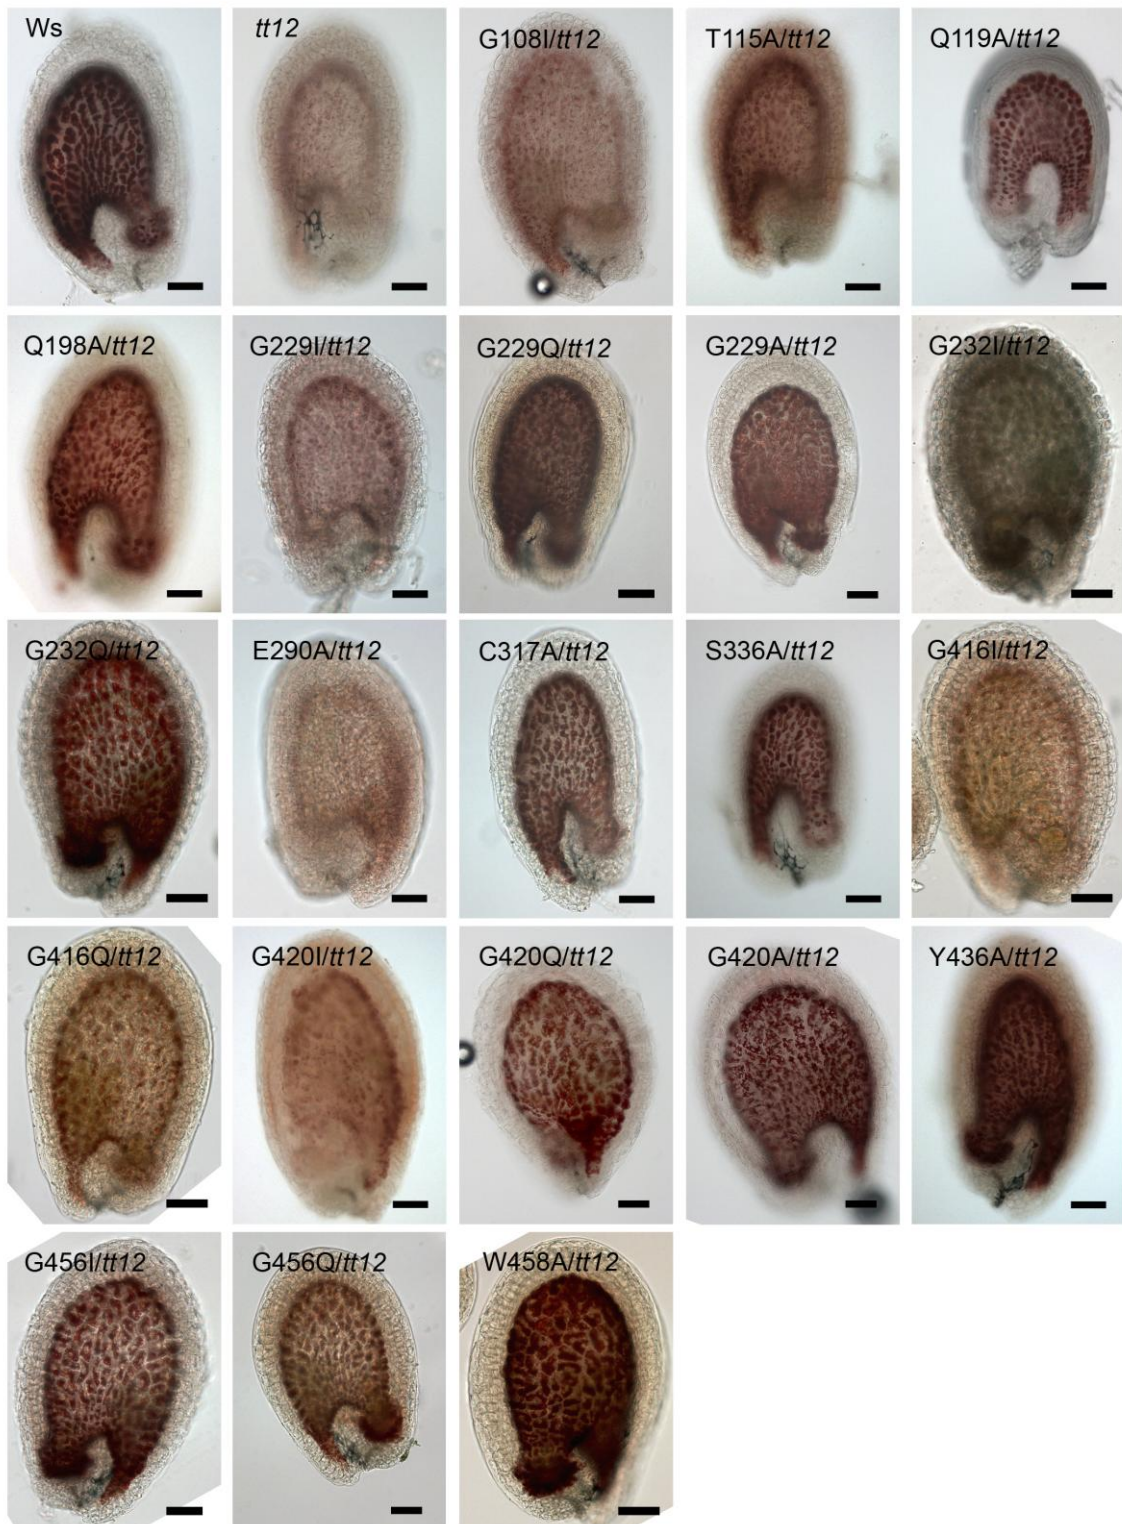 Ws tt12 G108I/tt12 T115A/tt12 Q119A/tt12
Q198A/tt12 G229I/tt12 G229Q/tt12 G229A/tt12 G232I/tt12
G232Q/tt12 E290A/tt12 C317A/tt12 S336A/tt12 G416I/tt12
G416Q/tt12 G420I/tt12 G420Q/tt12 G420A/tt12 Y436A/tt12
G456I/tt12 G456Q/tt12 W458A/tt12